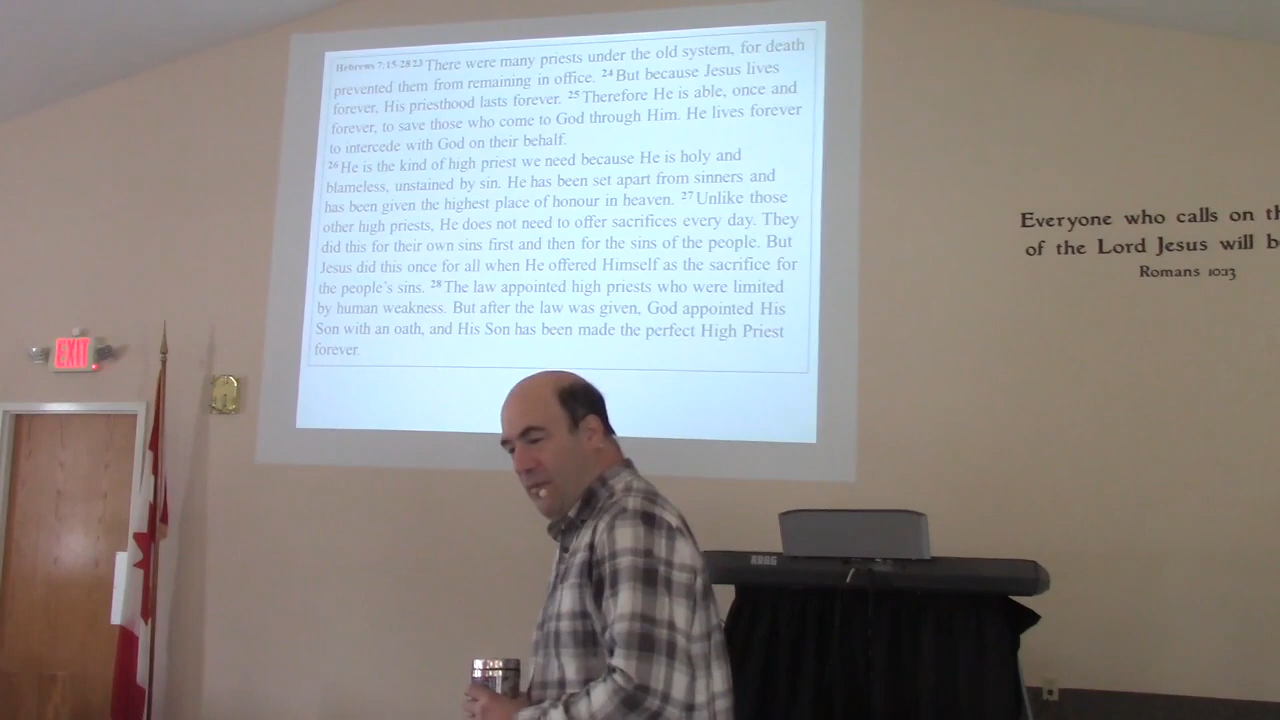 Hebrews 7:15-28 23 There were many priests under the old system, for death
prevented them from remaining in office. 24 But because Jesus lives
forever, His priesthood lasts forever. 25 Therefore He is able, once and
forever, to save those who come to God through Him. He lives forever
to intercede with God on their behalf.
26 He is the kind of high priest we need because He is holy and
blameless, unstained by sin. He has been set apart from sinners and
has been given the highest place of honour in heaven. 27 Unlike those
other high priests, He does not need to offer sacrifices every day. They
did this for their own sins first and then for the sins of the people. But
Jesus did this once for all when He offered Himself as the sacrifice for
the people's sins. 28 The law appointed high priests who were limited
by human weakness. But after the law was given, God appointed His
Son with an oath, and His Son has been made the perfect High Priest
forever.
Everyone who calls on th
of the Lord Jesus will b
Romans 10:13
EXIT
KORG